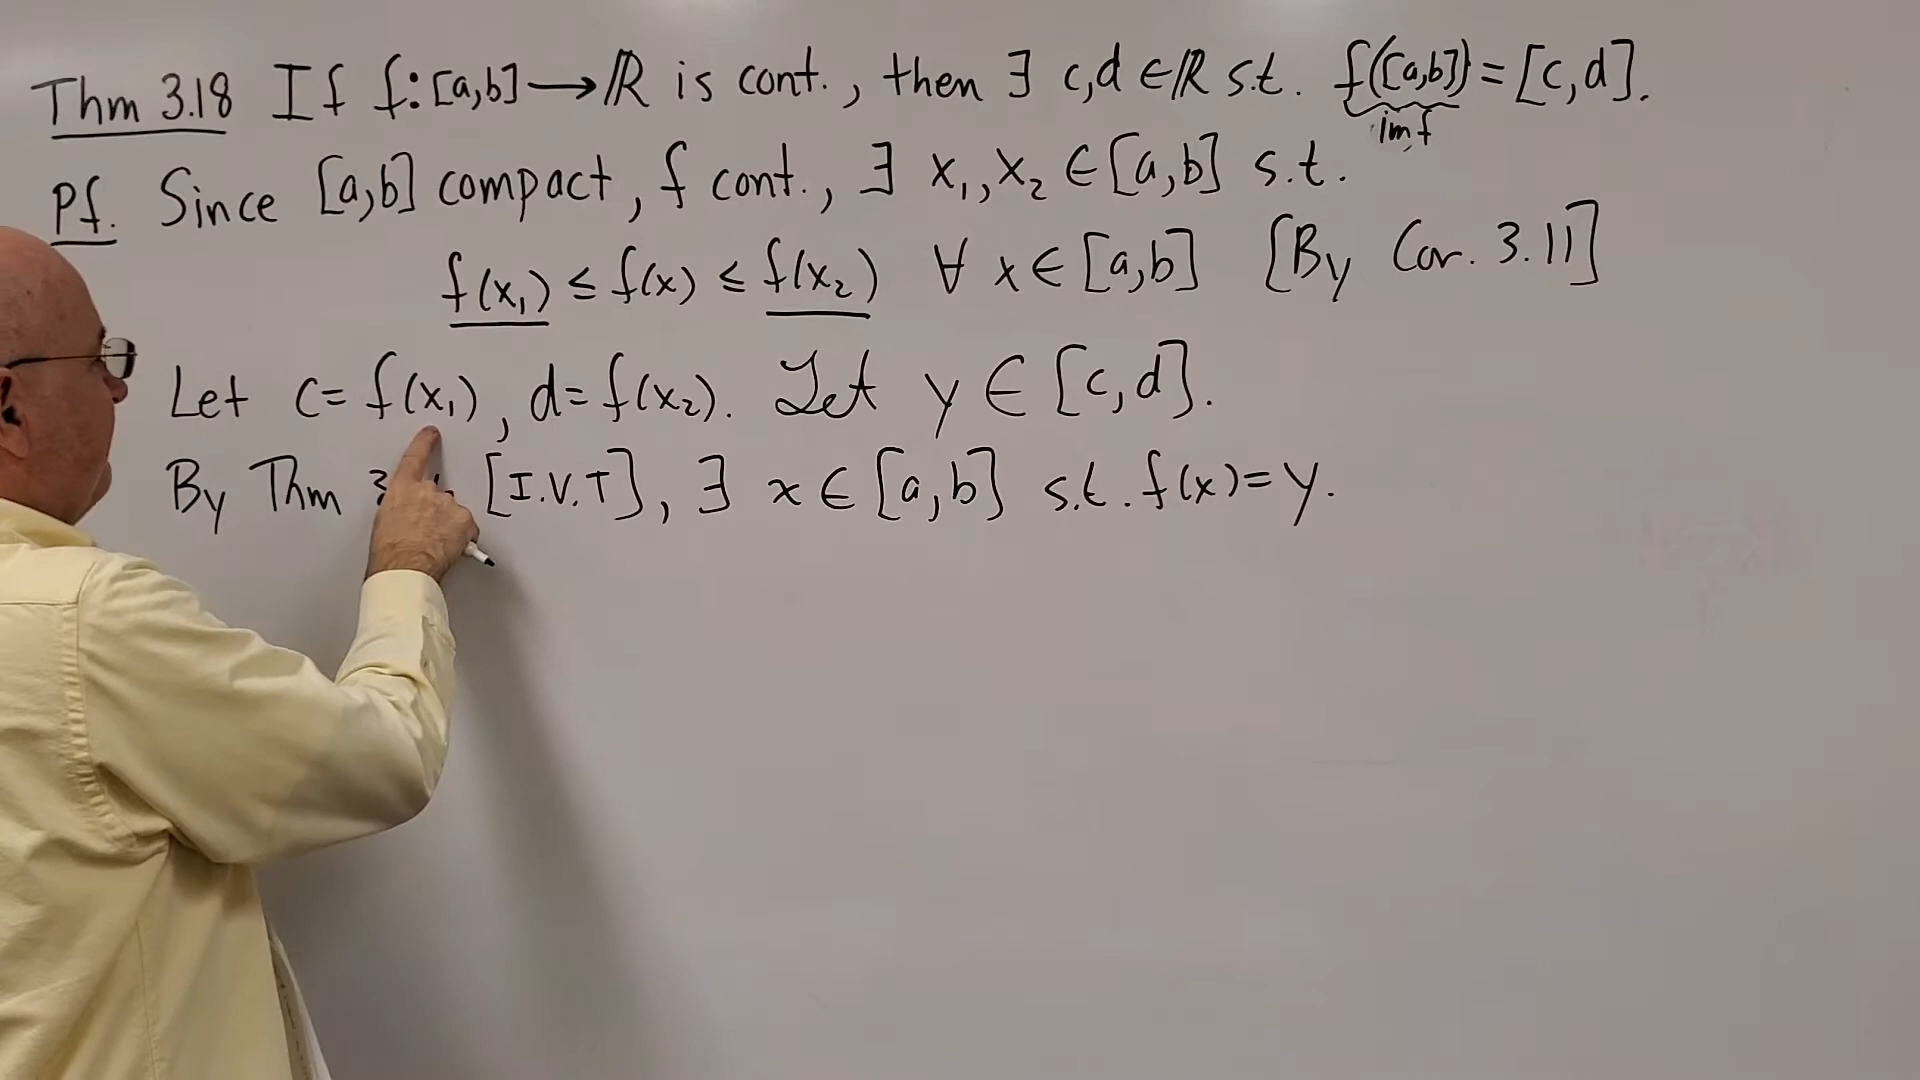 Thm 3.18 If f: [a,b] → ℝ is cont., then ∃ c,d ∈ ℝ s.t. f([a,b]) = [c,d].
im f
Pf. Since [a,b] compact, f cont., ∃ x₁, x₂ ∈ [a,b] s.t.
f(x₁) ≤ f(x) ≤ f(x₂) ∀ x ∈ [a,b] [By Cor. 3.11]
Let c = f(x₁), d = f(x₂). Let y ∈ [c,d].
By Thm [I.V.T], ∃ x ∈ [a,b] s.t. f(x) = y.